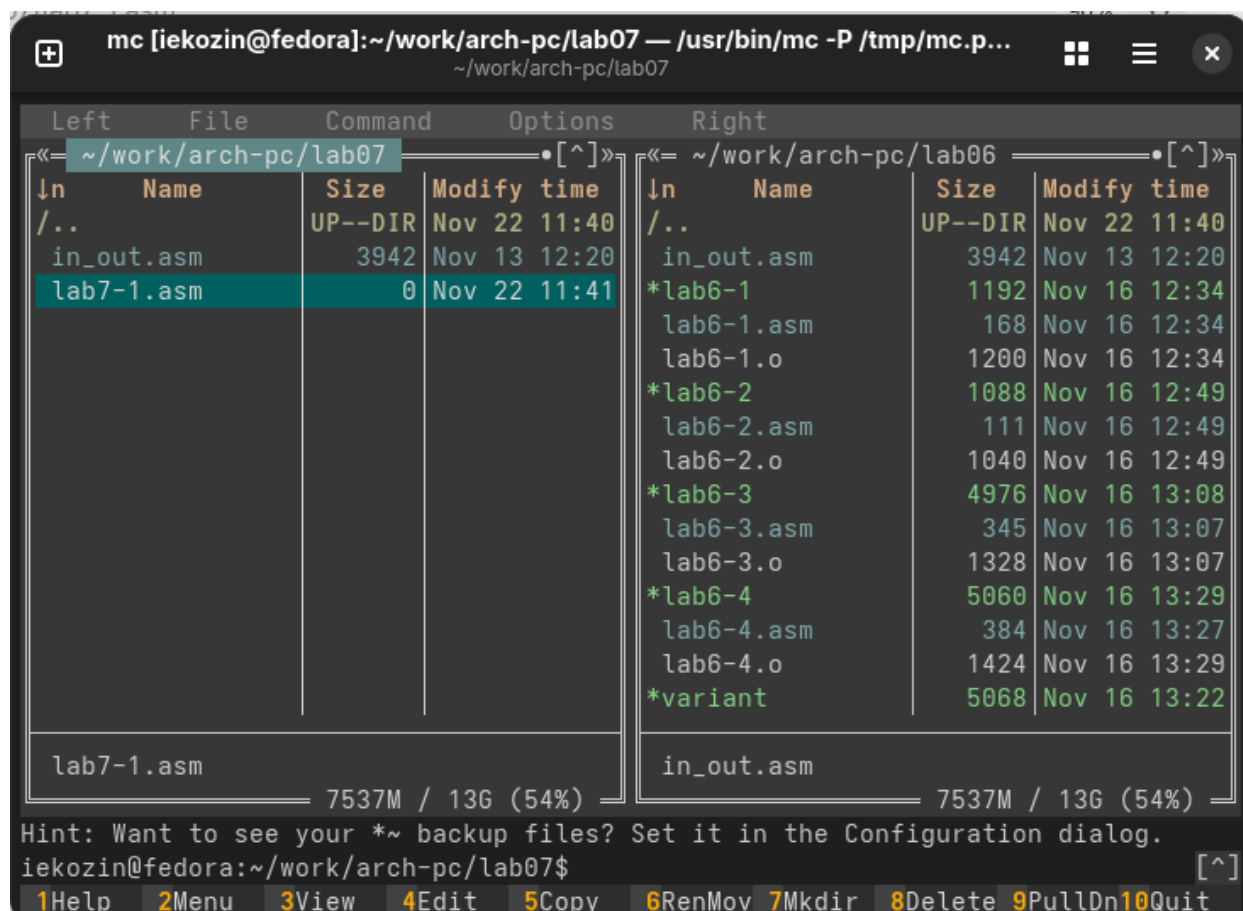 mc [iekozin@fedora]:~/work/arch-pc/lab07 — /usr/bin/mc -P /tmp/mc.p...
~/work/arch-pc/lab07
Left File Command Options Right
~/work/arch-pc/lab07 •[^]» «═ ~/work/arch-pc/lab06 •[^]»
↓n Name Size Modify time ↓n Name Size Modify time
/.. UP--DIR Nov 22 11:40 /.. UP--DIR Nov 22 11:40
in_out.asm 3942 Nov 13 12:20 in_out.asm 3942 Nov 13 12:20
lab7-1.asm 0 Nov 22 11:41 *lab6-1 1192 Nov 16 12:34
lab6-1.asm 168 Nov 16 12:34
lab6-1.o 1200 Nov 16 12:34
*lab6-2 1088 Nov 16 12:49
lab6-2.asm 111 Nov 16 12:49
lab6-2.o 1040 Nov 16 12:49
*lab6-3 4976 Nov 16 13:08
lab6-3.asm 345 Nov 16 13:07
lab6-3.o 1328 Nov 16 13:07
*lab6-4 5060 Nov 16 13:29
lab6-4.asm 384 Nov 16 13:27
lab6-4.o 1424 Nov 16 13:29
*variant 5068 Nov 16 13:22
lab7-1.asm in_out.asm
7537M / 13G (54%) 7537M / 13G (54%)
Hint: Want to see your *~ backup files? Set it in the Configuration dialog.
iekozin@fedora:~/work/arch-pc/lab07$ [^]
1Help 2Menu 3View 4Edit 5Copy 6RenMov 7Mkdir 8Delete 9PullDn 10Quit